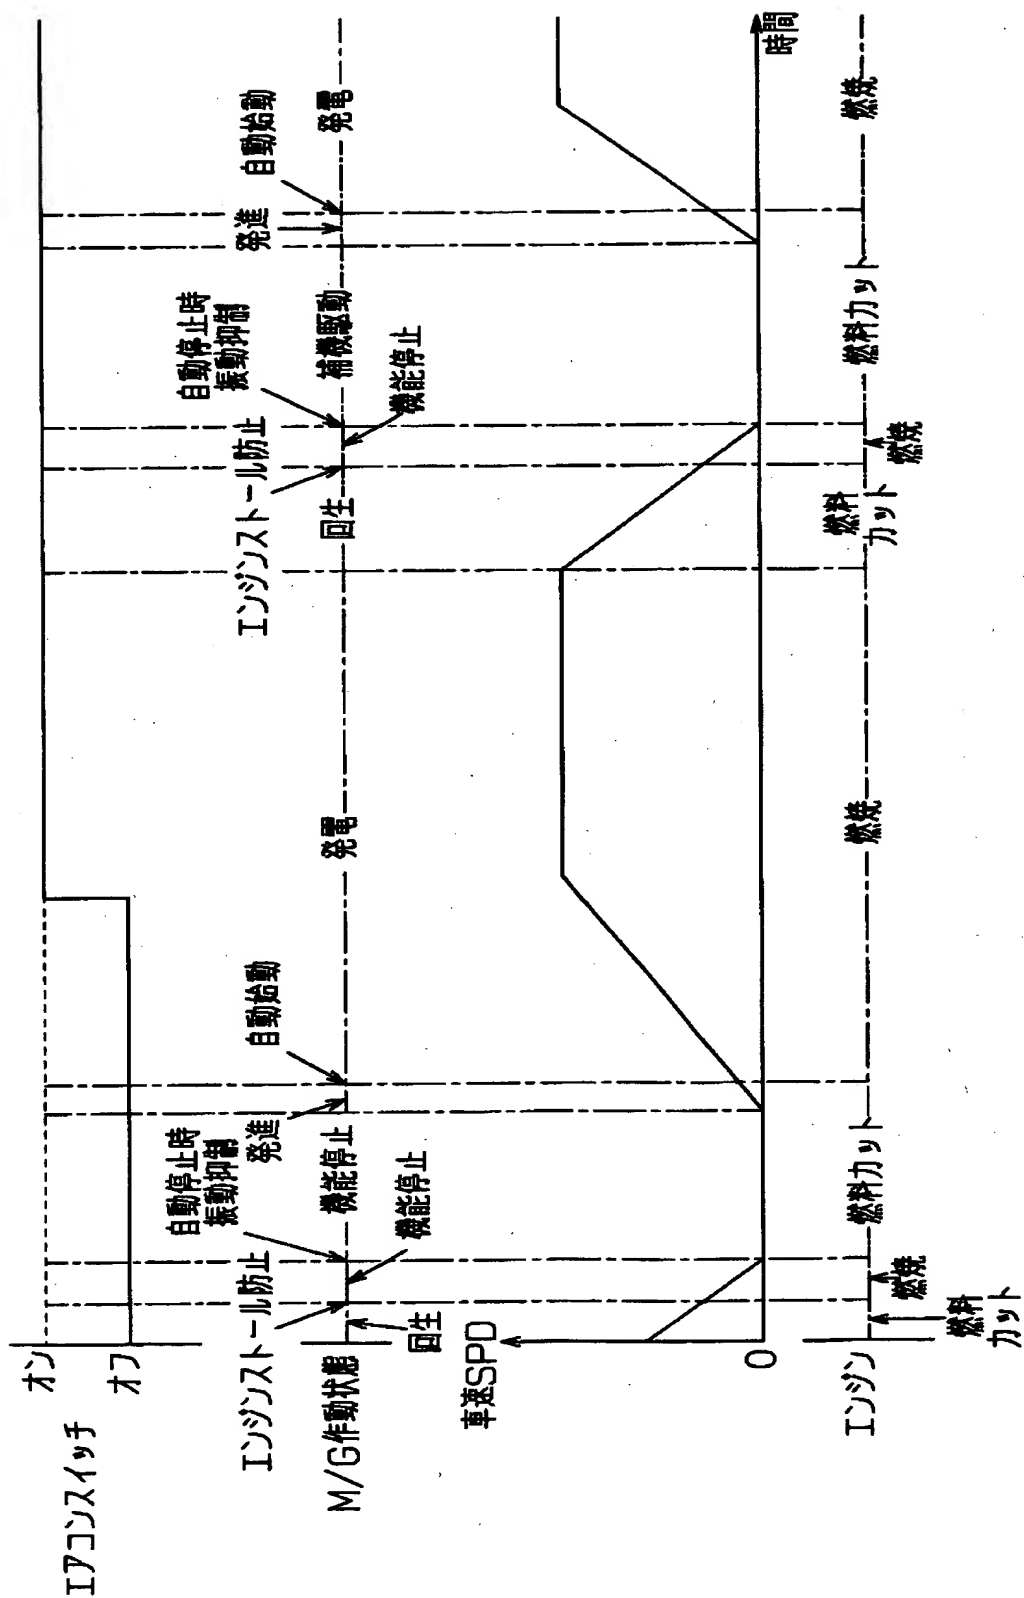 エアコンスイッチ
オン
オフ
エンジンストール防止
自動停止時
振動抑制
発進
自動始動
エンジンストール防止
自動停止時
振動抑制
発進
自動始動
M/G作動状態
回生
機能停止
機能停止
発電
回生
機能停止
補機駆動
発電
車速SPD
0
時間
エンジン
燃料
カット
燃焼
燃料カット
燃焼
燃料
カット
燃焼
燃料カット
燃焼